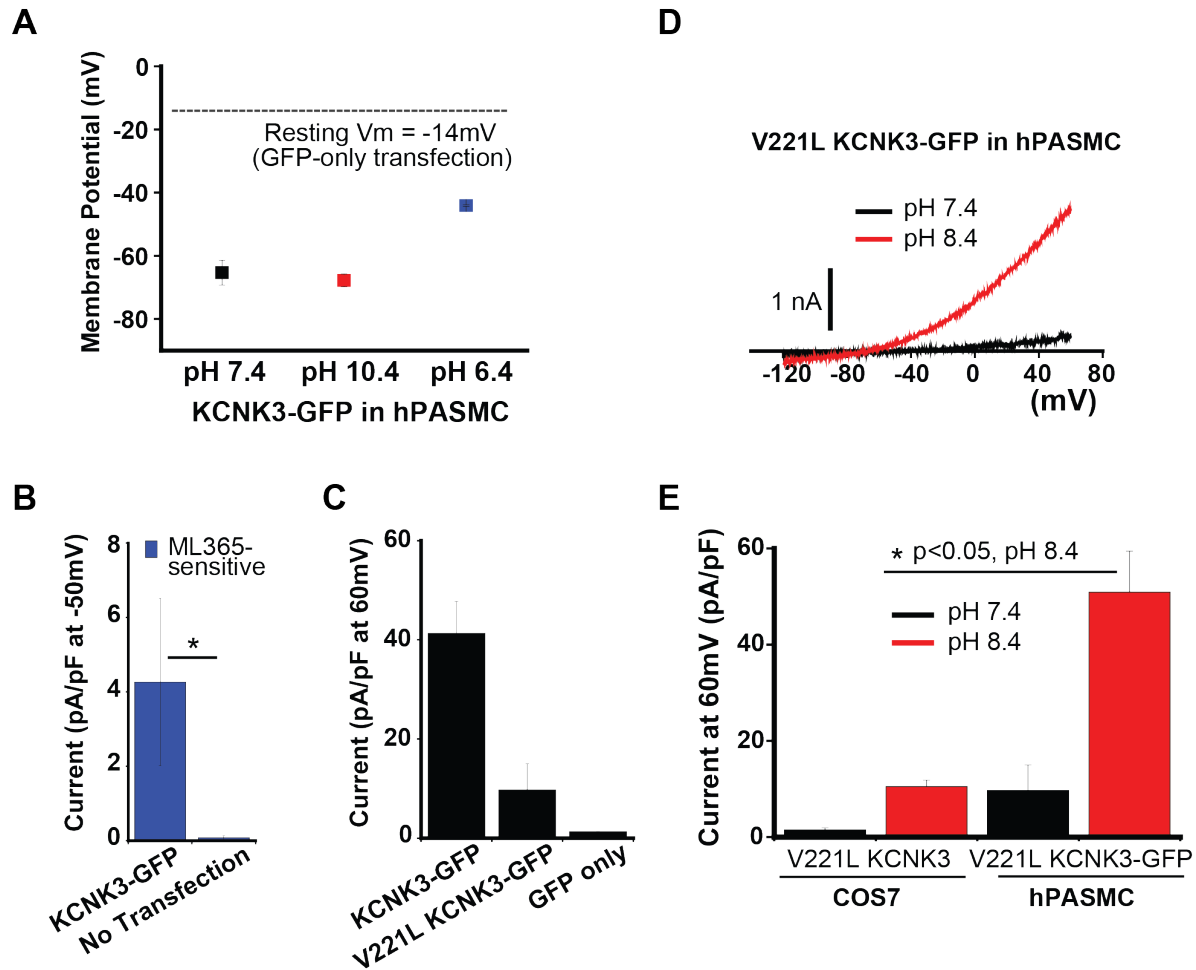 A
Membrane Potential (mV)
0
-20
-40
-60
-80
Resting Vm = -14mV
(GFP-only transfection)
pH 7.4 pH 10.4 pH 6.4
KCNK3-GFP in hPASMC
D
V221L KCNK3-GFP in hPASMC
pH 7.4
pH 8.4
1 nA
-120 -80 -40 0 40 80
(mV)
B
Current (pA/pF at -50mV)
8
6
4
2
0
ML365-
sensitive
*
KCNK3-GFP
No Transfection
C
Current (pA/pF at 60mV)
60
40
20
0
KCNK3-GFP
V221L KCNK3-GFP
GFP only
E
Current at 60mV (pA/pF)
60
40
20
0
* p<0.05, pH 8.4
pH 7.4
pH 8.4
V221L KCNK3 V221L KCNK3-GFP
COS7 hPASMC